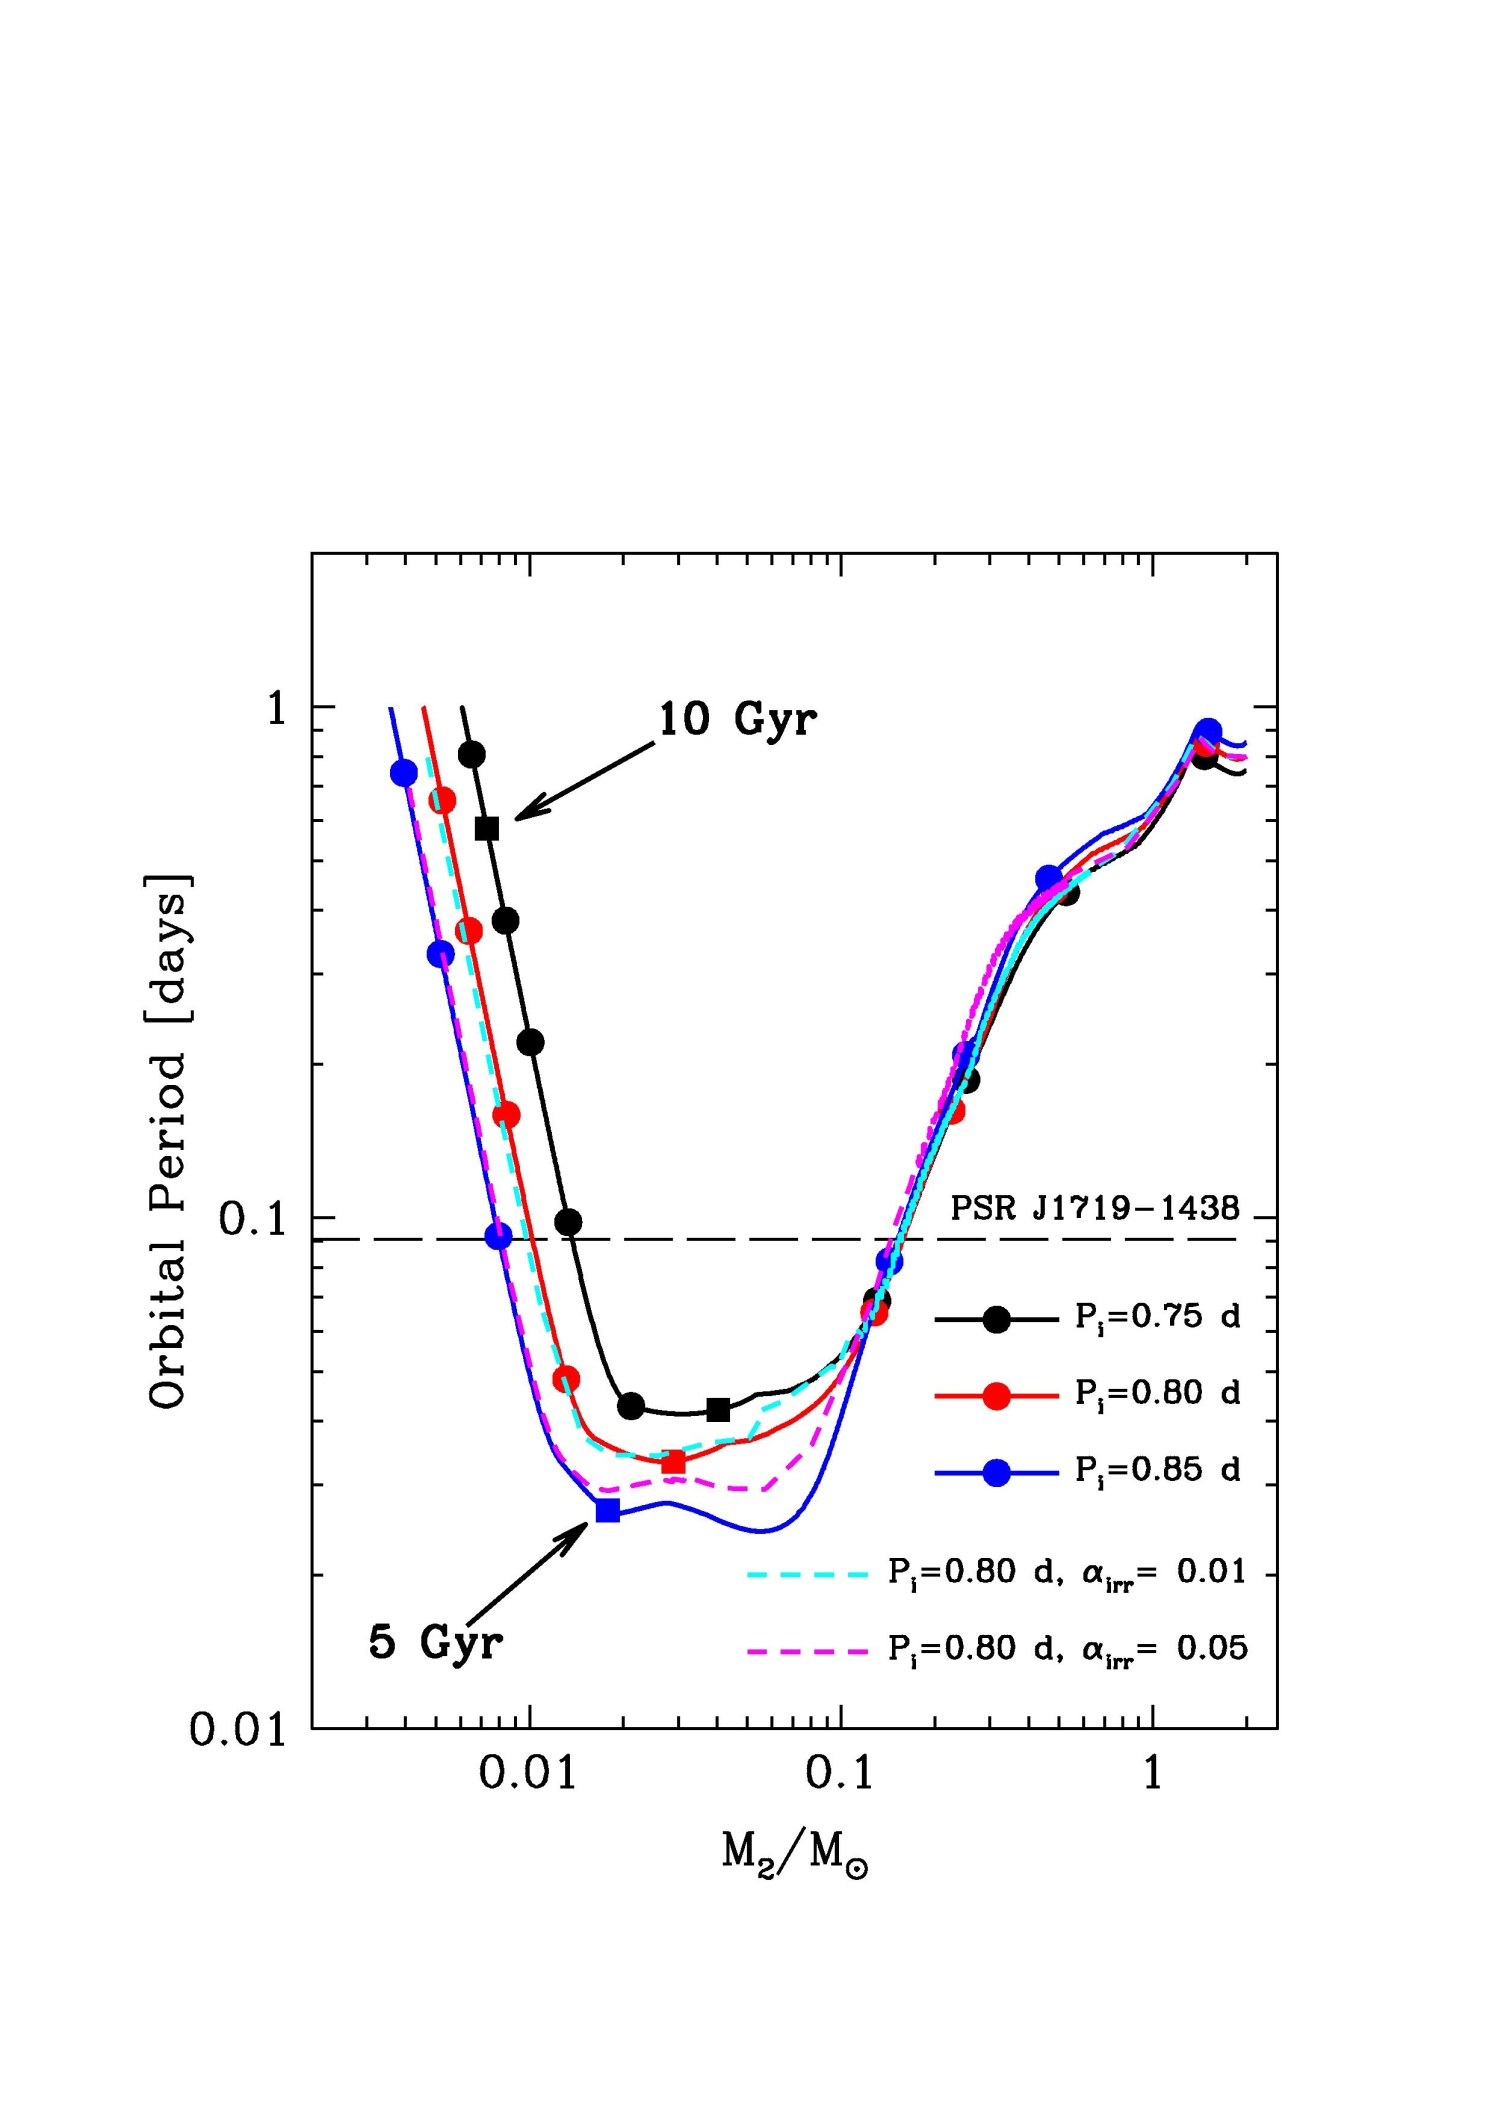 1
0.1
0.01
Orbital Period [days]
10 Gyr
PSR J1719-1438
P_i=0.75 d
P_i=0.80 d
P_i=0.85 d
P_i=0.80 d, α_irr= 0.01
P_i=0.80 d, α_irr= 0.05
5 Gyr
0.01 0.1 1
M_2/M_⊙